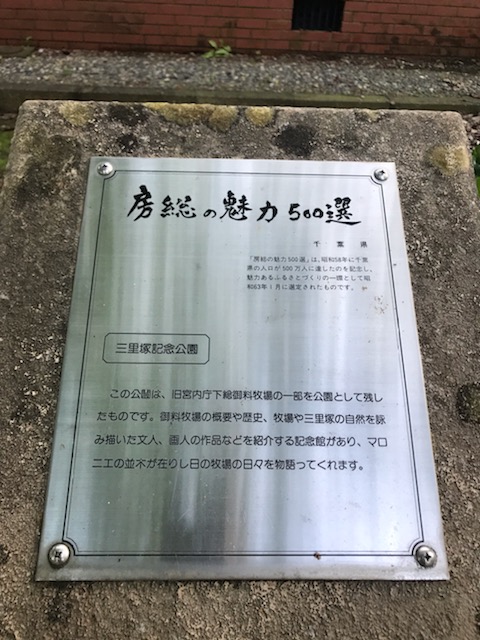 房総の魅力500選
千葉県
「房総の魅力500選」は、昭和58年に千葉
県の人口が500万人に達したのを記念し、
魅力あるふるさとづくりの一環として昭
和63年1月に選定されたものです。
三里塚記念公園
この公園は、旧宮内庁下総御料牧場の一部を公園として残し
たものです。御料牧場の概要や歴史、牧場や三里塚の自然を詠
み描いた文人、画人の作品などを紹介する記念館があり、マロ
ニエの並木が在りし日の牧場の日々を物語ってくれます。